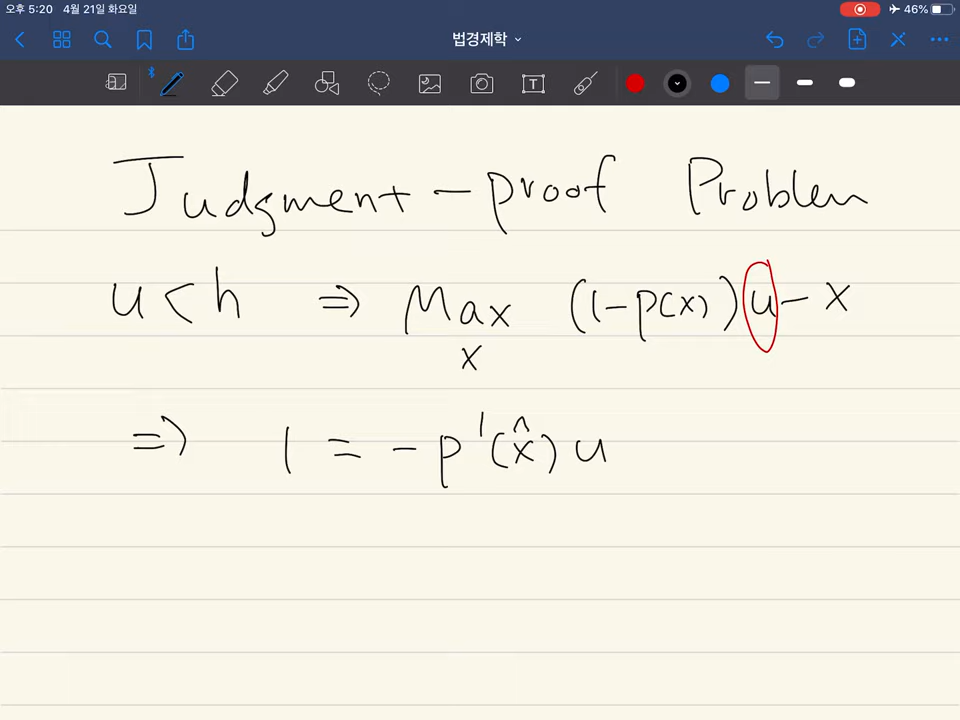 오후 5:20 4월 21일 화요일 46%
법경제학
T
Judgment-proof Problem
u < h ⇒ Max (1-p(x))u - x
x
⇒ 1 = -p'(x̂)u